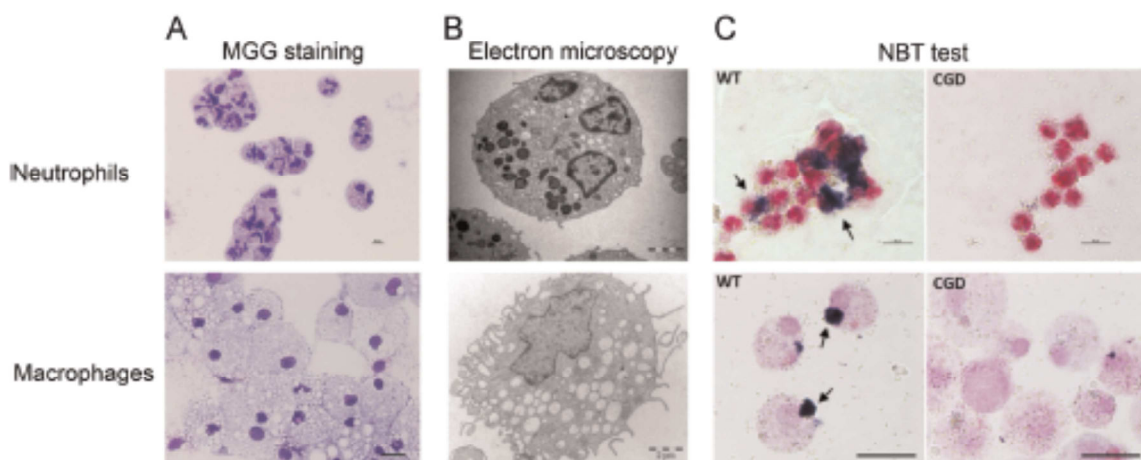 A
B
C
MGG staining
Electron microscopy
NBT test
WT
CGD
Neutrophils
WT
CGD
Macrophages